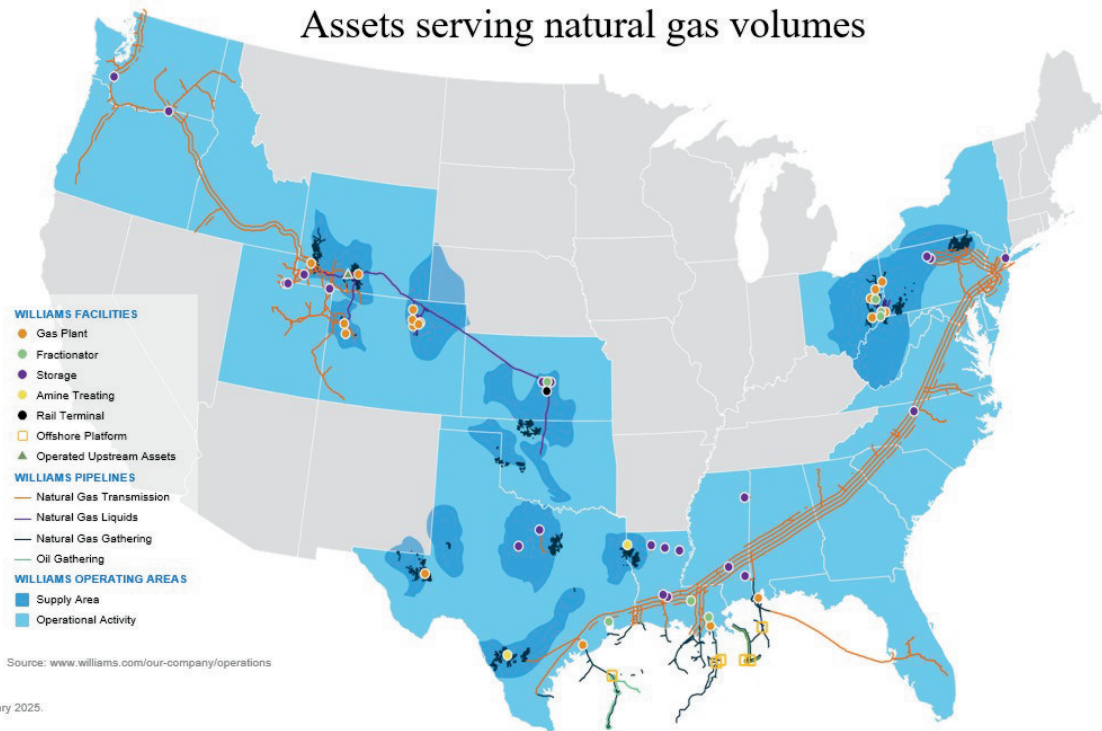 Assets serving natural gas volumes
WILLIAMS FACILITIES
Gas Plant
Fractionator
Storage
Amine Treating
Rail Terminal
Offshore Platform
Operated Upstream Assets
WILLIAMS PIPELINES
Natural Gas Transmission
Natural Gas Liquids
Natural Gas Gathering
Oil Gathering
WILLIAMS OPERATING AREAS
Supply Area
Operational Activity
Source: www.williams.com/our-company/operations
ry 2025.